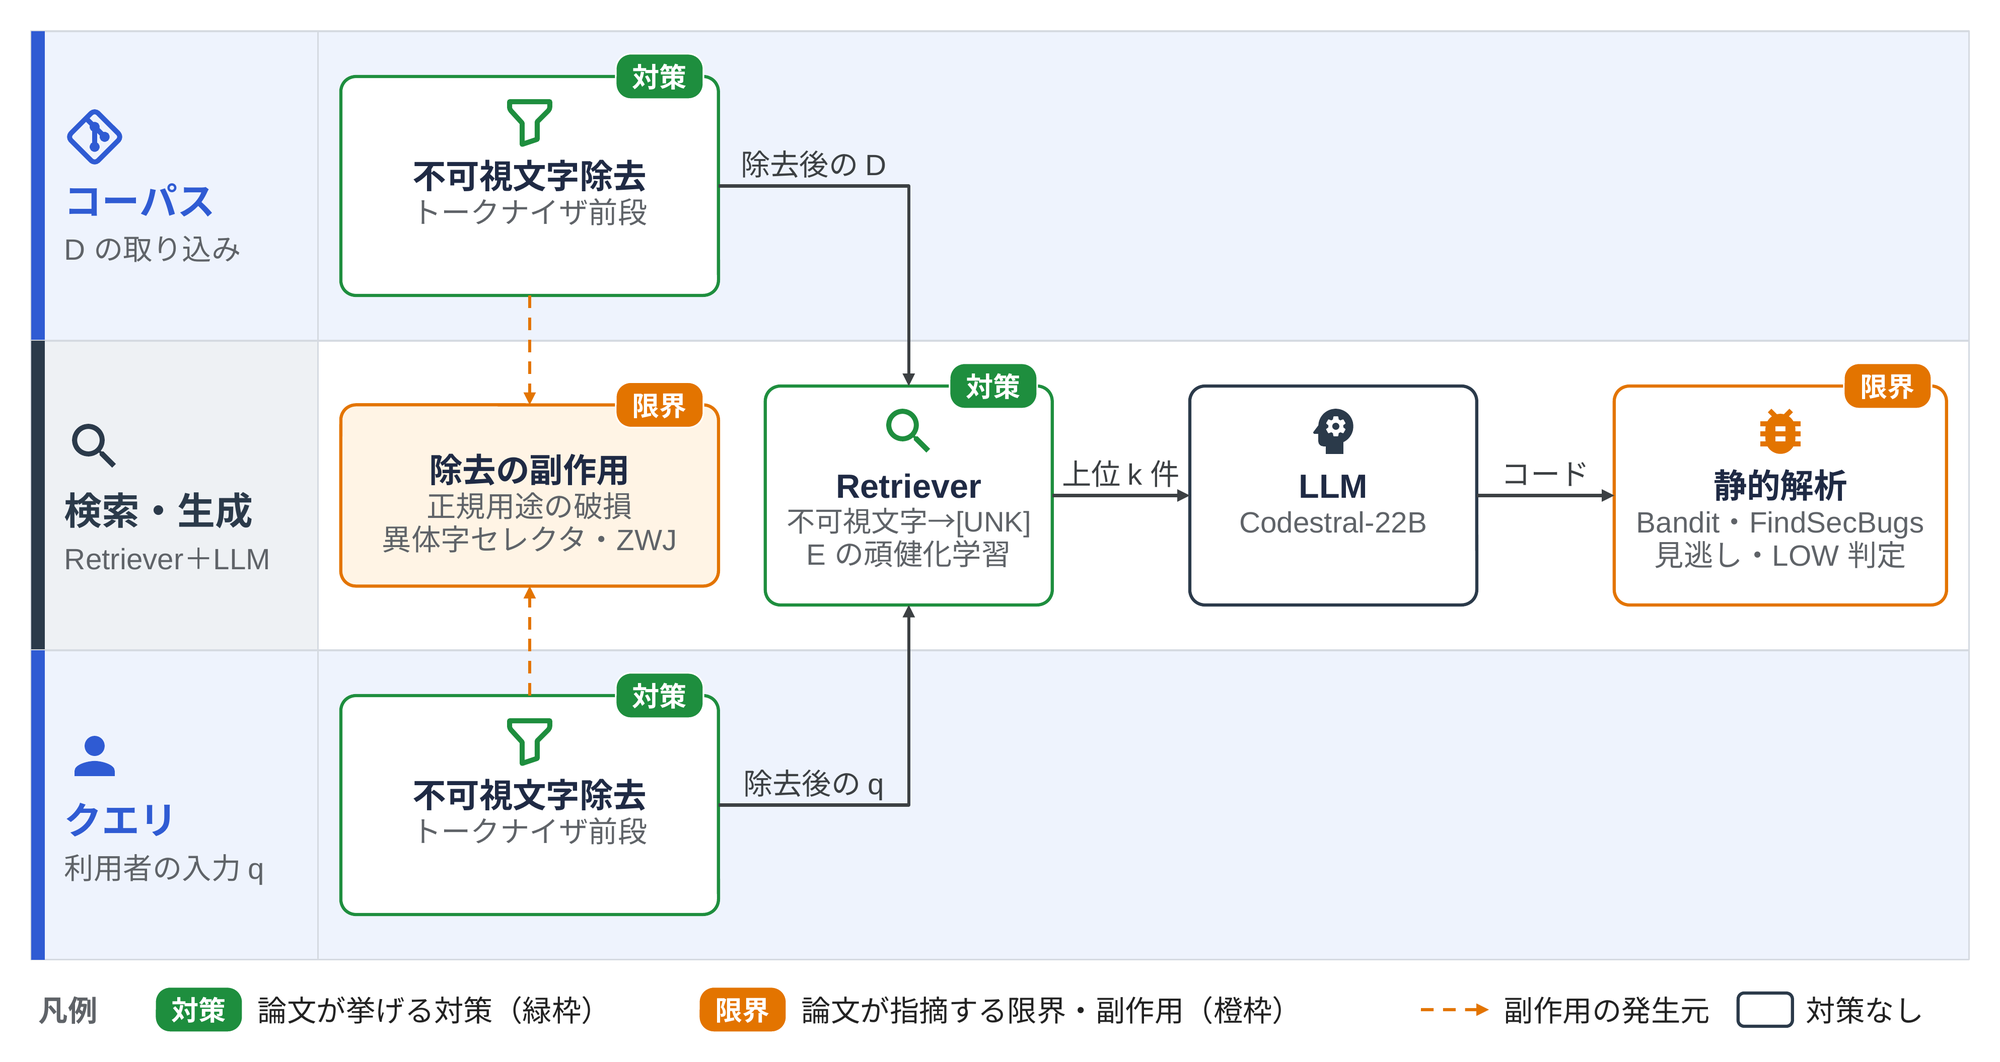 コーパス
D の取り込み
対策
不可視文字除去
トークナイザ前段
除去後の D
検索・生成
Retriever＋LLM
限界
除去の副作用
正規用途の破損
異体字セレクタ・ZWJ
対策
Retriever
不可視文字→[UNK]
E の頑健化学習
上位 k 件
LLM
Codestral-22B
コード
限界
静的解析
Bandit・FindSecBugs
見逃し・LOW 判定
クエリ
利用者の入力 q
対策
不可視文字除去
トークナイザ前段
除去後の q
凡例
対策 論文が挙げる対策（緑枠）
限界 論文が指摘する限界・副作用（橙枠）
副作用の発生元
対策なし